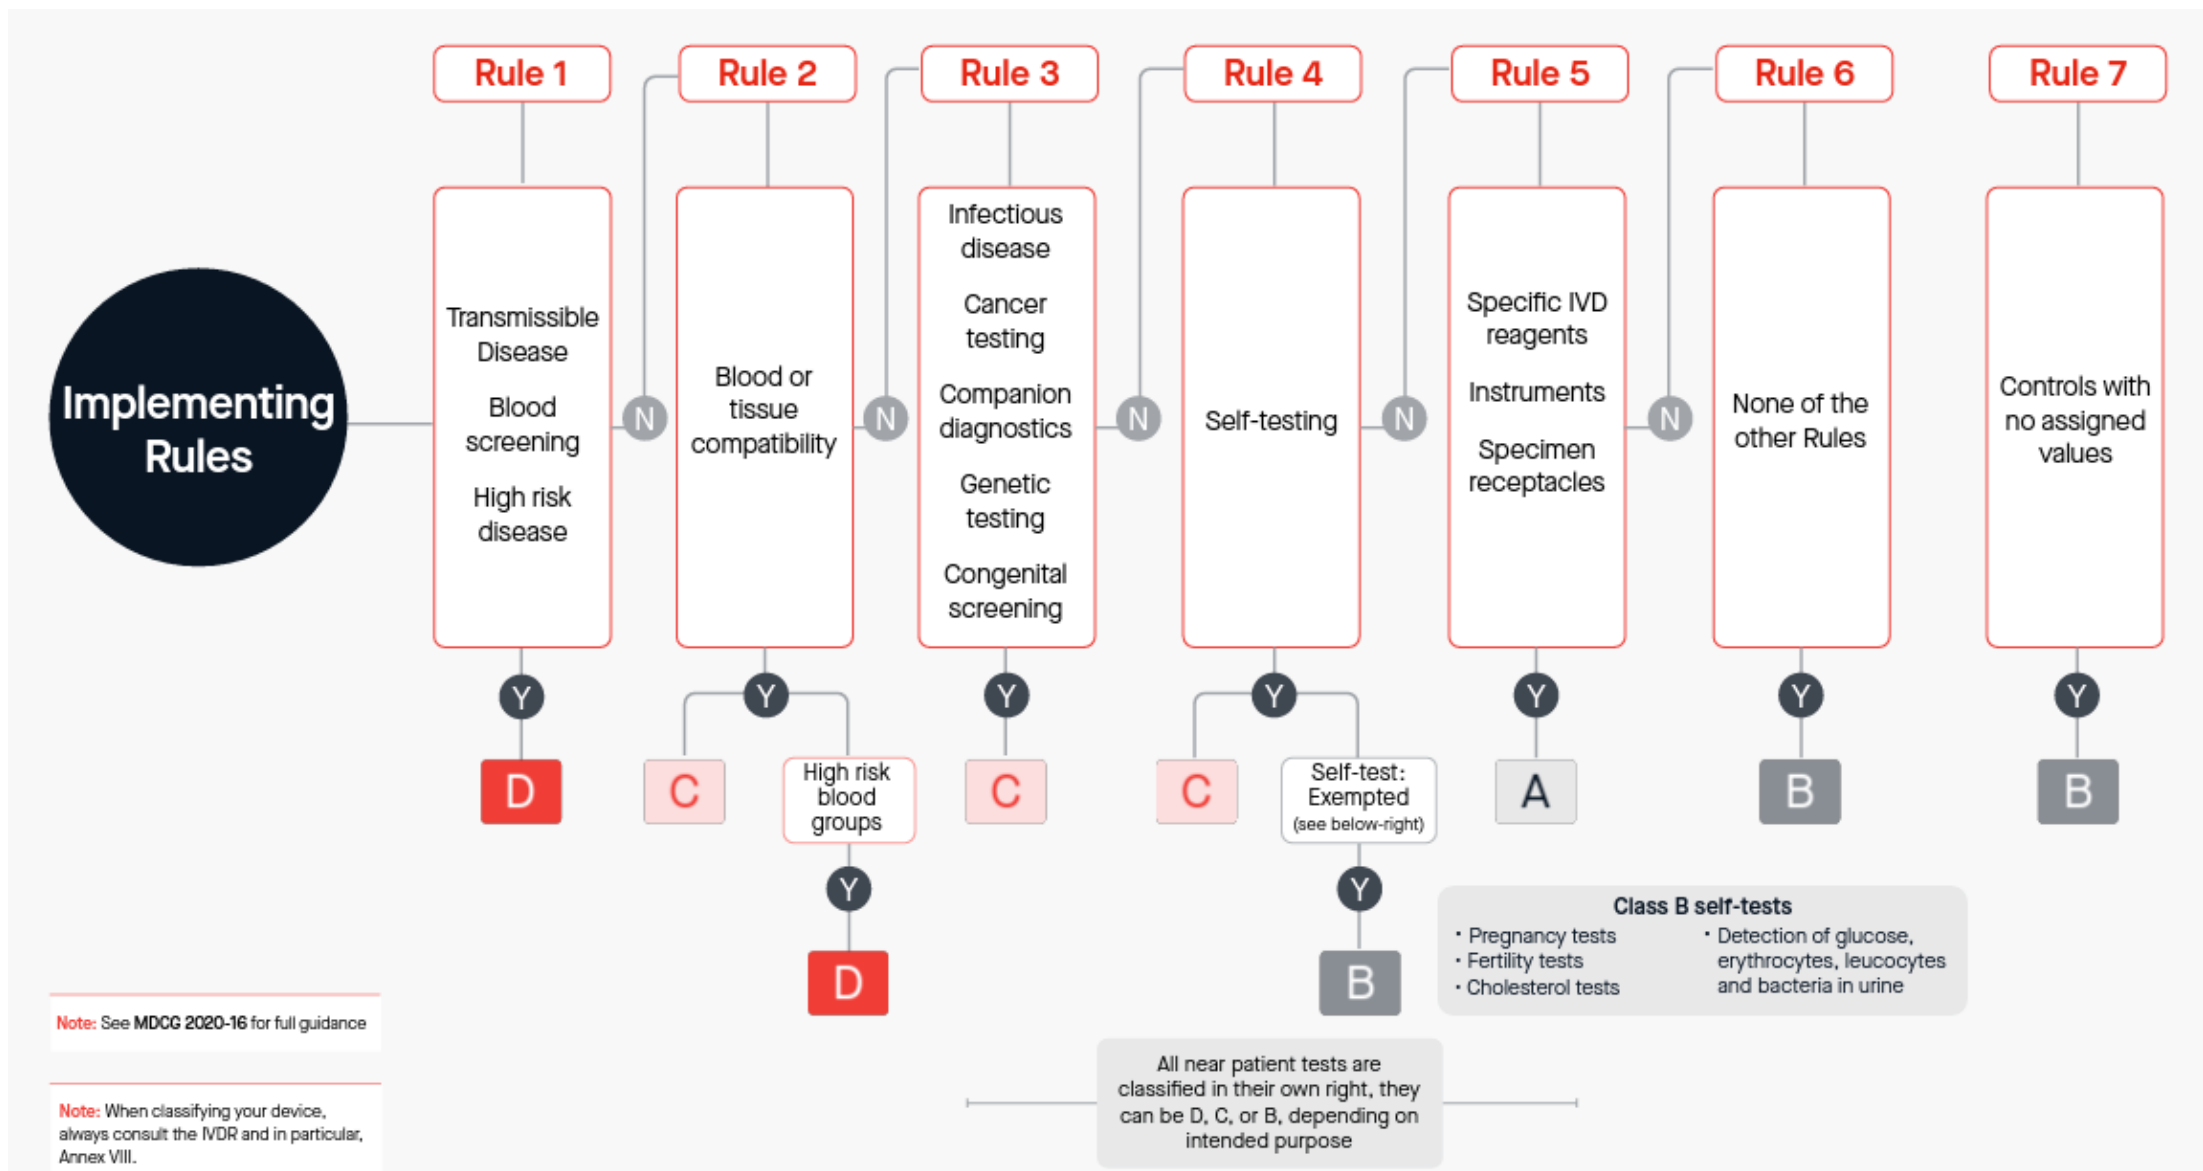 Rule 1
Rule 2
Rule 3
Rule 4
Rule 5
Rule 6
Rule 7
Implementing
Rules
Transmissible
Disease
Blood
screening
High risk
disease
N
Blood or
tissue
compatibility
N
Infectious
disease
Cancer
testing
Companion
diagnostics
Genetic
testing
Congenital
screening
N
Self-testing
N
Specific IVD
reagents
Instruments
Specimen
receptacles
N
None of the
other Rules
Controls with
no assigned
values
Y
Y
Y
Y
Y
Y
Y
D
C
High risk
blood
groups
C
C
Self-test:
Exempted
(see below-right)
A
B
B
Y
D
Y
B
Class B self-tests
• Pregnancy tests
• Fertility tests
• Cholesterol tests
• Detection of glucose,
erythrocytes, leucocytes
and bacteria in urine
Note: See MDCG 2020-16 for full guidance
Note: When classifying your device,
always consult the IVDR and in particular,
Annex VIII.
All near patient tests are
classified in their own right, they
can be D, C, or B, depending on
intended purpose